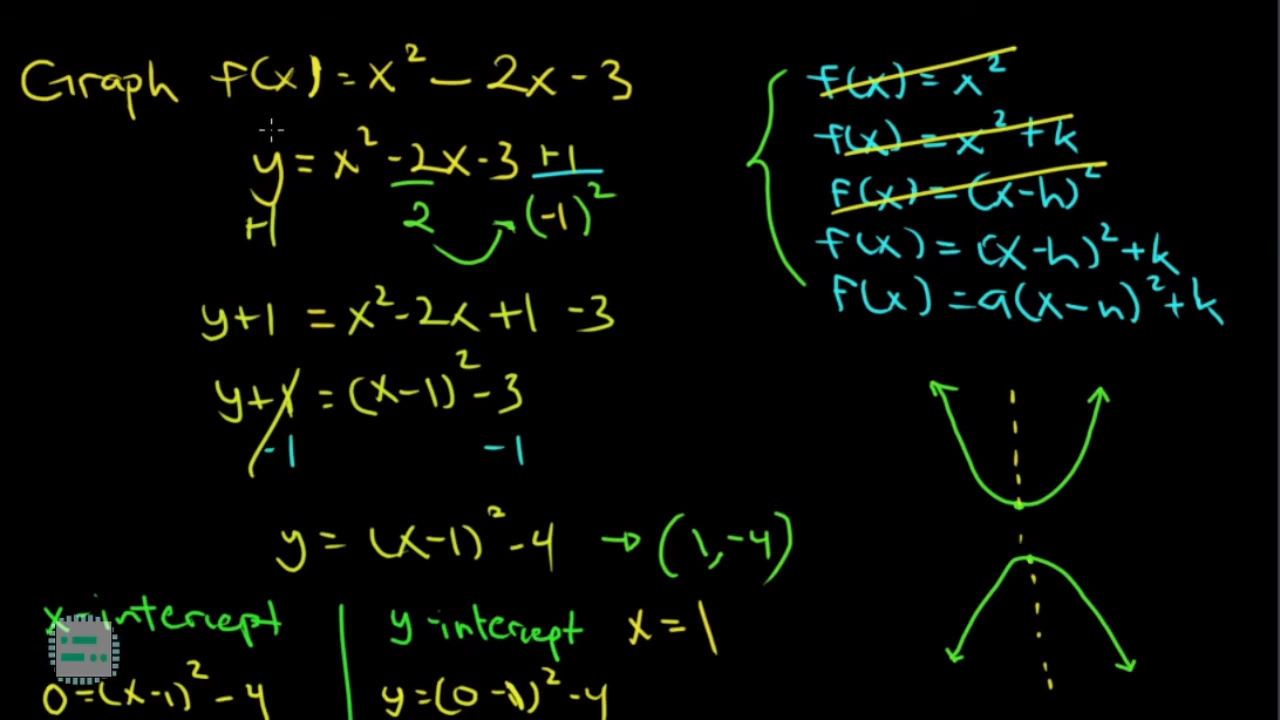 Graph f(x) = x² - 2x - 3
y = x² - 2x - 3 +1
+1
2
(-1)²
y+1 = x² - 2x + 1 - 3
y+1 = (x-1)² - 3
-1 -1
y = (x-1)² - 4 → (1, -4)
x-intercept
0 = (x-1)² - 4
y-intercept
y = (0-1)² - 4
x = 1
f(x) = x²
f(x) = x² + k
f(x) = (x-h)²
f(x) = (x-h)² + k
f(x) = a(x-h)² + k